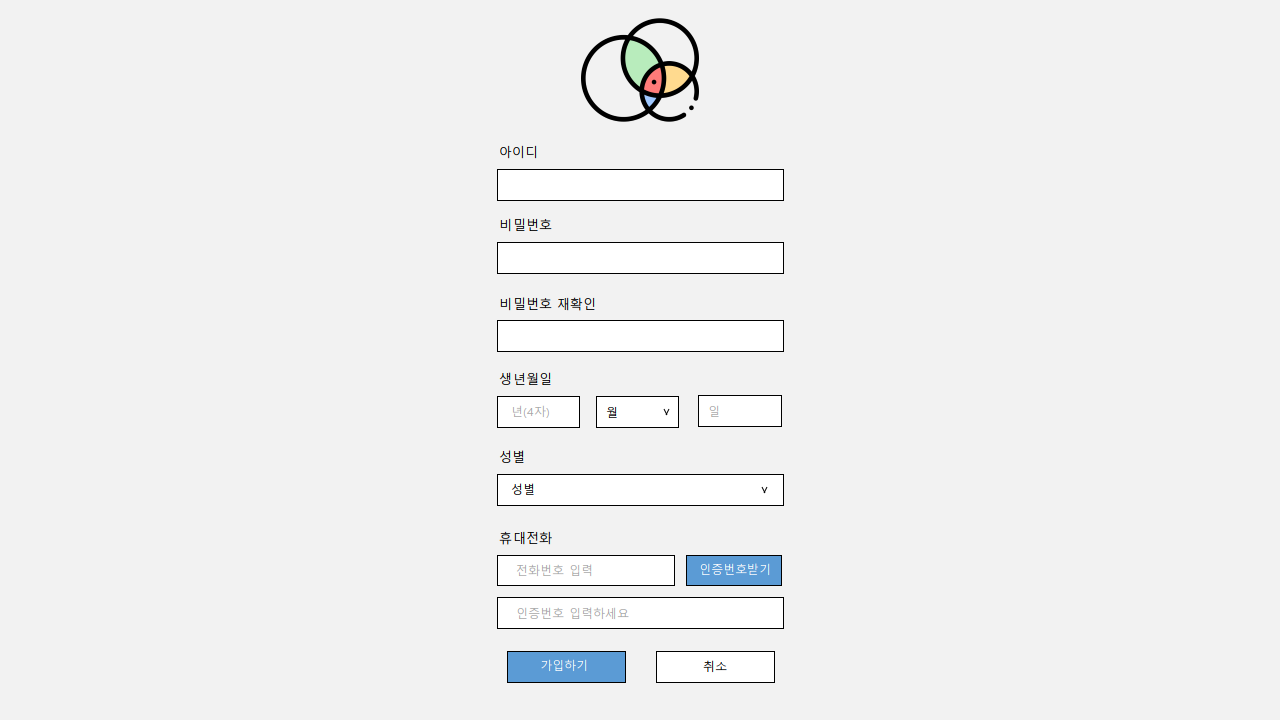 아이디
비밀번호
비밀번호 재확인
생년월일
년(4자) 월 v 일
성별
성별 v
휴대전화
전화번호 입력 인증번호받기
인증번호 입력하세요
가입하기 취소